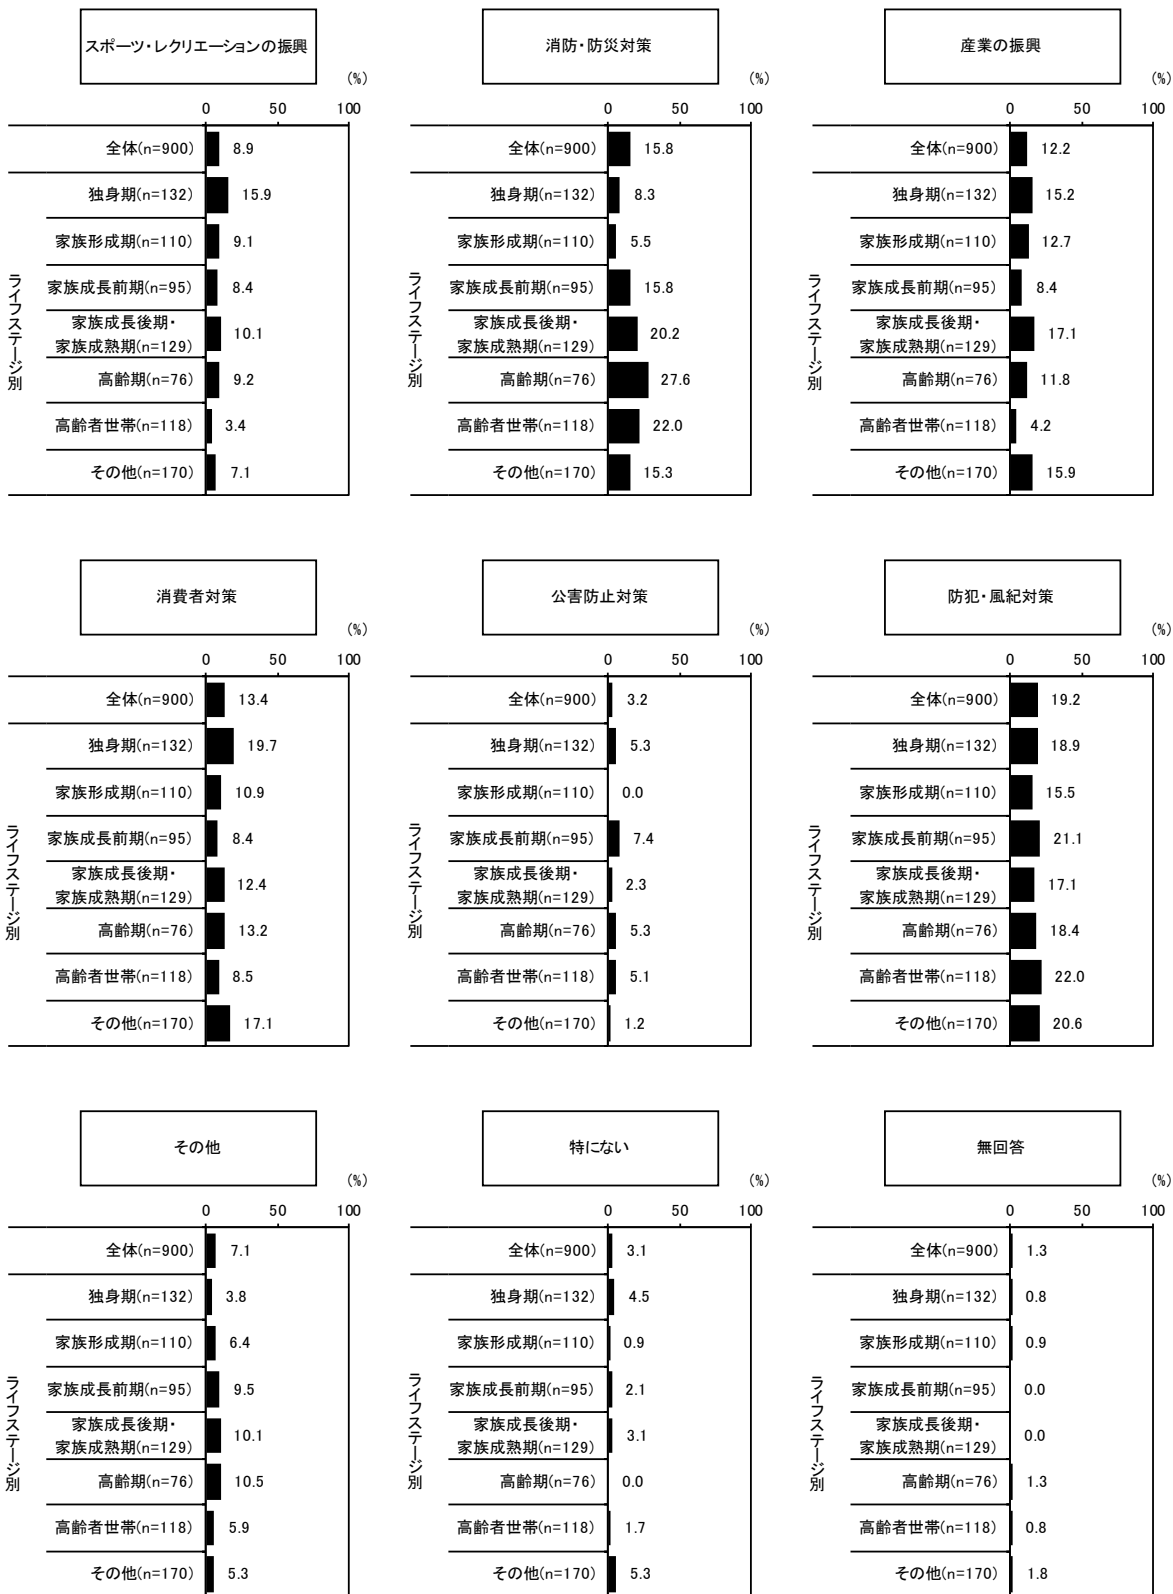 スポーツ・レクリエーションの振興
(%)
0 50 100
全体(n=900) 8.9
独身期(n=132) 15.9
家族形成期(n=110) 9.1
家族成長前期(n=95) 8.4
家族成長後期・
家族成熟期(n=129) 10.1
高齢期(n=76) 9.2
高齢者世帯(n=118) 3.4
その他(n=170) 7.1
ライフステージ別
消防・防災対策
(%)
0 50 100
全体(n=900) 15.8
独身期(n=132) 8.3
家族形成期(n=110) 5.5
家族成長前期(n=95) 15.8
家族成長後期・
家族成熟期(n=129) 20.2
高齢期(n=76) 27.6
高齢者世帯(n=118) 22.0
その他(n=170) 15.3
ライフステージ別
産業の振興
(%)
0 50 100
全体(n=900) 12.2
独身期(n=132) 15.2
家族形成期(n=110) 12.7
家族成長前期(n=95) 8.4
家族成長後期・
家族成熟期(n=129) 17.1
高齢期(n=76) 11.8
高齢者世帯(n=118) 4.2
その他(n=170) 15.9
ライフステージ別
消費者対策
(%)
0 50 100
全体(n=900) 13.4
独身期(n=132) 19.7
家族形成期(n=110) 10.9
家族成長前期(n=95) 8.4
家族成長後期・
家族成熟期(n=129) 12.4
高齢期(n=76) 13.2
高齢者世帯(n=118) 8.5
その他(n=170) 17.1
ライフステージ別
公害防止対策
(%)
0 50 100
全体(n=900) 3.2
独身期(n=132) 5.3
家族形成期(n=110) 0.0
家族成長前期(n=95) 7.4
家族成長後期・
家族成熟期(n=129) 2.3
高齢期(n=76) 5.3
高齢者世帯(n=118) 5.1
その他(n=170) 1.2
ライフステージ別
防犯・風紀対策
(%)
0 50 100
全体(n=900) 19.2
独身期(n=132) 18.9
家族形成期(n=110) 15.5
家族成長前期(n=95) 21.1
家族成長後期・
家族成熟期(n=129) 17.1
高齢期(n=76) 18.4
高齢者世帯(n=118) 22.0
その他(n=170) 20.6
ライフステージ別
その他
(%)
0 50 100
全体(n=900) 7.1
独身期(n=132) 3.8
家族形成期(n=110) 6.4
家族成長前期(n=95) 9.5
家族成長後期・
家族成熟期(n=129) 10.1
高齢期(n=76) 10.5
高齢者世帯(n=118) 5.9
その他(n=170) 5.3
ライフステージ別
特にない
(%)
0 50 100
全体(n=900) 3.1
独身期(n=132) 4.5
家族形成期(n=110) 0.9
家族成長前期(n=95) 2.1
家族成長後期・
家族成熟期(n=129) 3.1
高齢期(n=76) 0.0
高齢者世帯(n=118) 1.7
その他(n=170) 5.3
ライフステージ別
無回答
(%)
0 50 100
全体(n=900) 1.3
独身期(n=132) 0.8
家族形成期(n=110) 0.9
家族成長前期(n=95) 0.0
家族成長後期・
家族成熟期(n=129) 0.0
高齢期(n=76) 1.3
高齢者世帯(n=118) 0.8
その他(n=170) 1.8
ライフステージ別